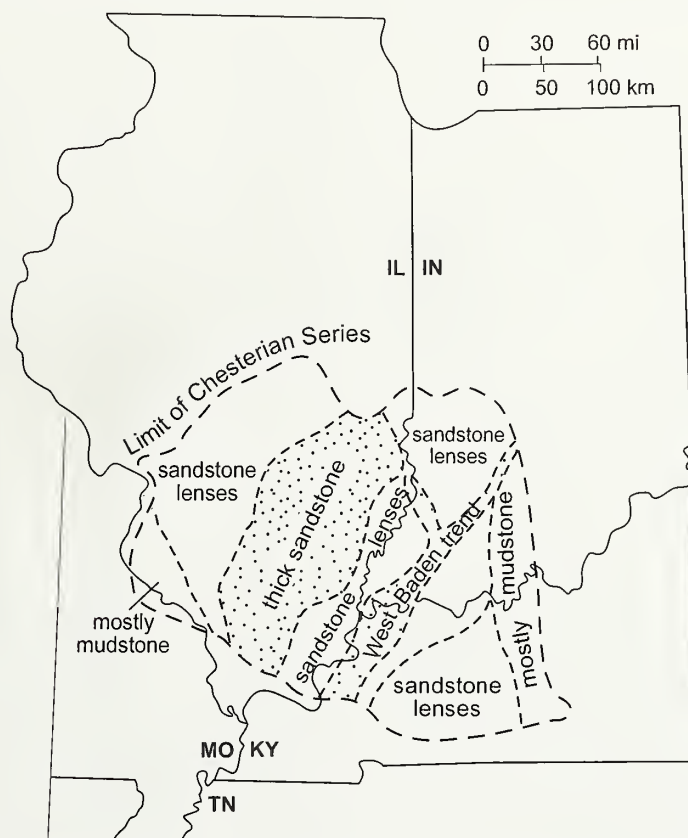 0 30 60 mi
0 50 100 km
IL IN
Limit of Chesterian Series
sandstone
lenses
sandstone
lenses
thick sandstone
sandstone lenses
West Baden trend
mostly mudstone
mostly
mudstone
sandstone
lenses
MO KY
TN